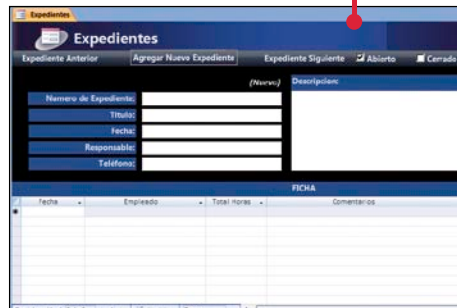 Expedientes
Expedientes
Expediente Anterior Agregar Nuevo Expediente Expediente Siguiente Abierto Cerrado
(Nuevo) Descripcion:
Numero de Expediente:
Titulo:
Fecha:
Responsable:
Teléfono:
FICHA
Fecha Empleado Total Horas Comentarios